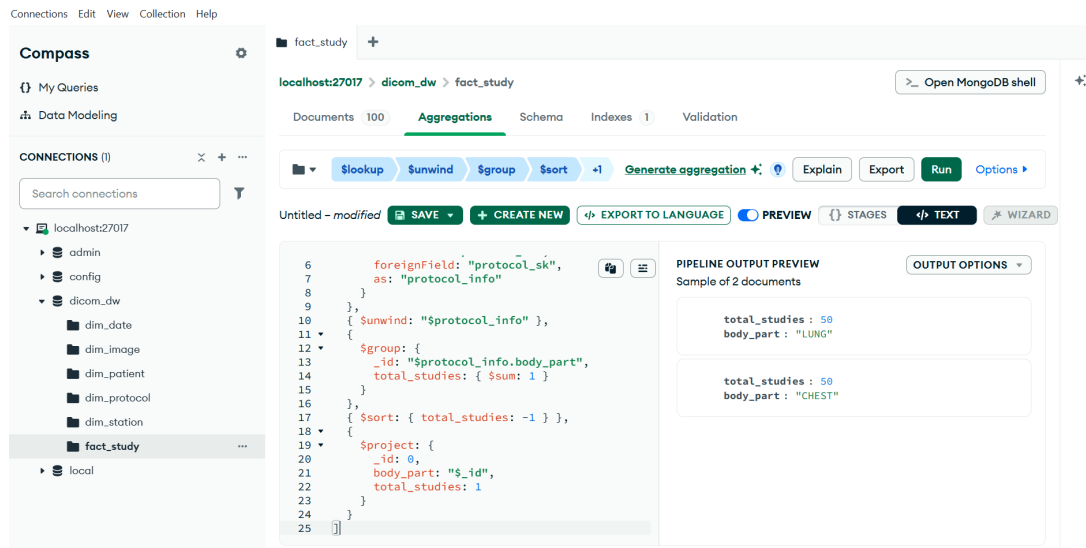 Connections Edit View Collection Help
Compass
My Queries
Data Modeling
CONNECTIONS (1)
Search connections
localhost:27017
admin
config
dicom_dw
dim_date
dim_image
dim_patient
dim_protocol
dim_station
fact_study
local
fact_study
localhost:27017 > dicom_dw > fact_study
>_ Open MongoDB shell
Documents 100 Aggregations Schema Indexes 1 Validation
$lookup $unwind $group $sort +1 Generate aggregation Explain Export Run Options
Untitled – modified SAVE + CREATE NEW </> EXPORT TO LANGUAGE PREVIEW {} STAGES </> TEXT WIZARD
6 foreignField: "protocol_sk",
7 as: "protocol_info"
8 }
9 },
10 { $unwind: "$protocol_info" },
11 {
12 $group: {
13 _id: "$protocol_info.body_part",
14 total_studies: { $sum: 1 }
15 }
16 },
17 { $sort: { total_studies: -1 } },
18 {
19 $project: {
20 _id: 0,
21 body_part: "$_id",
22 total_studies: 1
23 }
24 }
25 ]
PIPELINE OUTPUT PREVIEW
Sample of 2 documents
OUTPUT OPTIONS
total_studies : 50
body_part : "LUNG"
total_studies : 50
body_part : "CHEST"